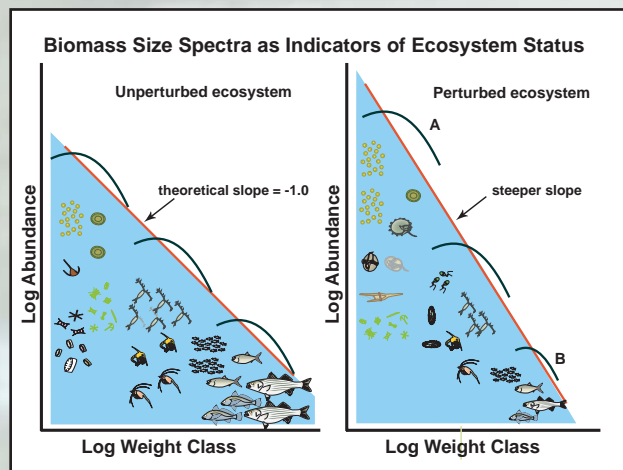 Biomass Size Spectra as Indicators of Ecosystem Status
Unperturbed ecosystem
theoretical slope = -1.0
Log Abundance
Log Weight Class
Perturbed ecosystem
A
steeper slope
B
Log Abundance
Log Weight Class